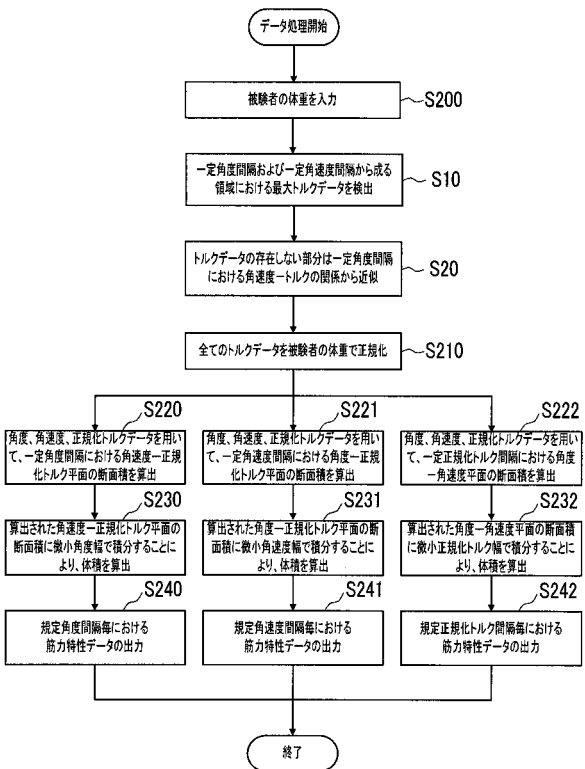 データ処理開始
被験者の体重を入力
S200
一定角度間隔および一定角速度間隔から成る
領域における最大トルクデータを検出
S10
トルクデータの存在しない部分は一定角度間隔
における角速度ートルクの関係から近似
S20
全てのトルクデータを被験者の体重で正規化
S210
S220
角度、角速度、正規化トルクデータを用い
て、一定角度間隔における角速度ー正規
化トルク平面の断面積を算出
S221
角度、角速度、正規化トルクデータを用い
て、一定角速度間隔における角度ー正規
化トルク平面の断面積を算出
S222
角度、角速度、正規化トルクデータを用い
て、一定正規化トルク間隔における角度
ー角速度平面の断面積を算出
S230
算出された角速度ー正規化トルク平面の
断面積に微小角度幅で積分することに
より、体積を算出
S231
算出された角度ー正規化トルク平面の断
面積に微小角速度幅で積分することに
より、体積を算出
S232
算出された角度ー角速度平面の断面積
に微小正規化トルク幅で積分することに
より、体積を算出
S240
規定角度間隔毎における
筋力特性データの出力
S241
規定角速度間隔毎における
筋力特性データの出力
S242
規定正規化トルク間隔毎における
筋力特性データの出力
終了